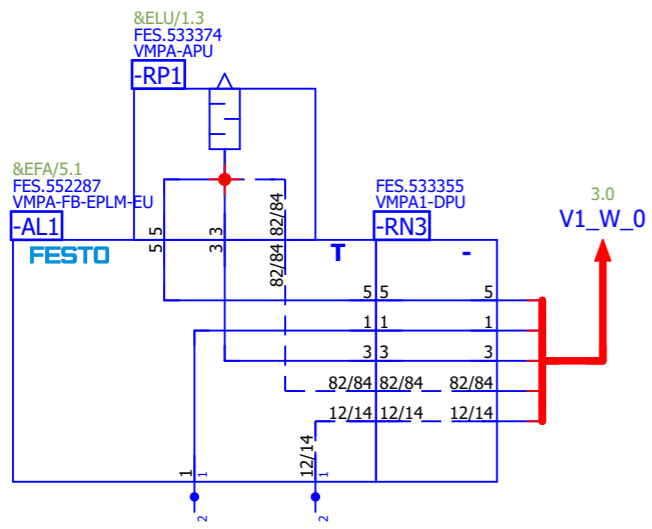 &ELU/1.3
FES.533374
VMPA-APU
-RP1
&EFA/5.1
FES.552287
VMPA-FB-EPLM-EU
-AL1
FESTO
5 5
3 3
82/84 82/84
T
FES.533355
VMPA1-DPU
-RN3
-
3.0
V1_W_0
5 5 5
1 1 1
3 3 3
82/84 82/84 82/84
12/14 12/14 12/14
1 1
12/14 1
2
2